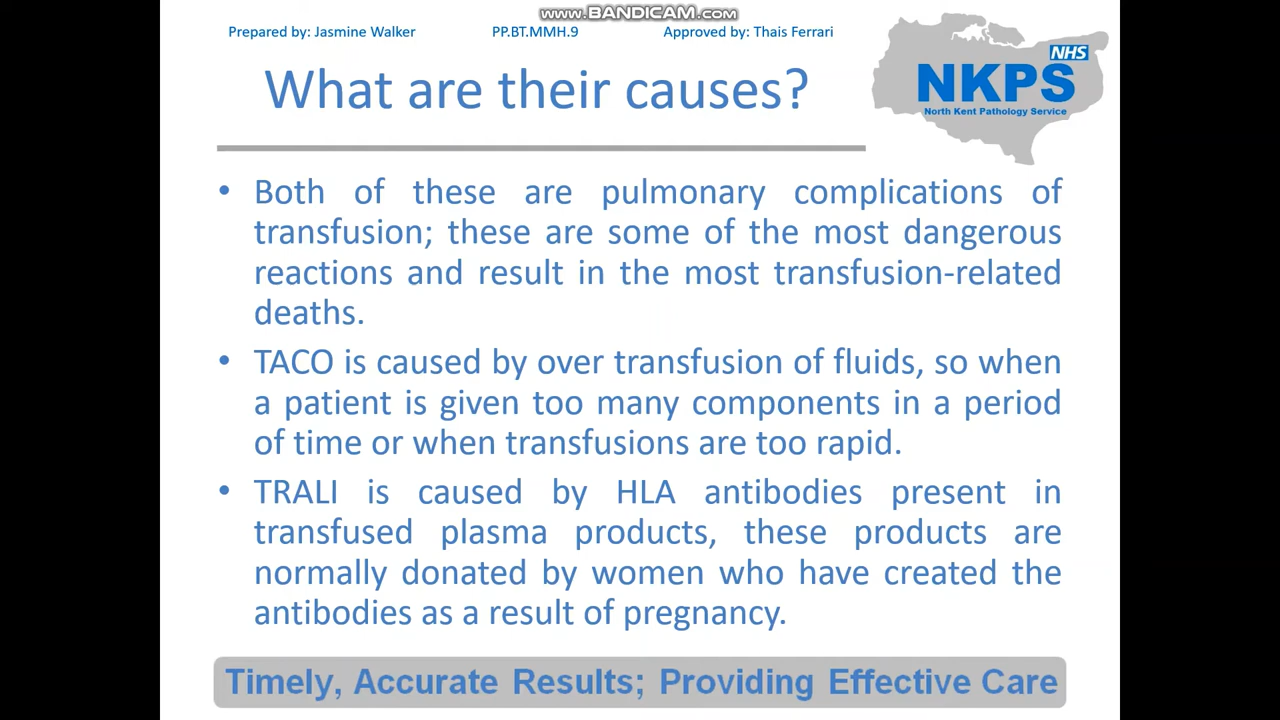 www.BANDICAM.com
Prepared by: Jasmine Walker PP.BT.MMH.9 Approved by: Thais Ferrari
NHS
NKPS
North Kent Pathology Service
What are their causes?
• Both of these are pulmonary complications of
transfusion; these are some of the most dangerous
reactions and result in the most transfusion-related
deaths.
• TACO is caused by over transfusion of fluids, so when
a patient is given too many components in a period
of time or when transfusions are too rapid.
• TRALI is caused by HLA antibodies present in
transfused plasma products, these products are
normally donated by women who have created the
antibodies as a result of pregnancy.
Timely, Accurate Results; Providing Effective Care